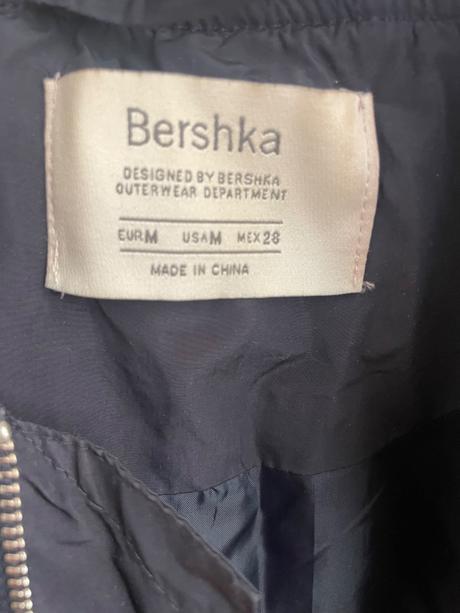 Bershka
DESIGNED BY BERSHKA
OUTERWEAR DEPARTMENT
EUR M USA M MEX 28
MADE IN CHINA